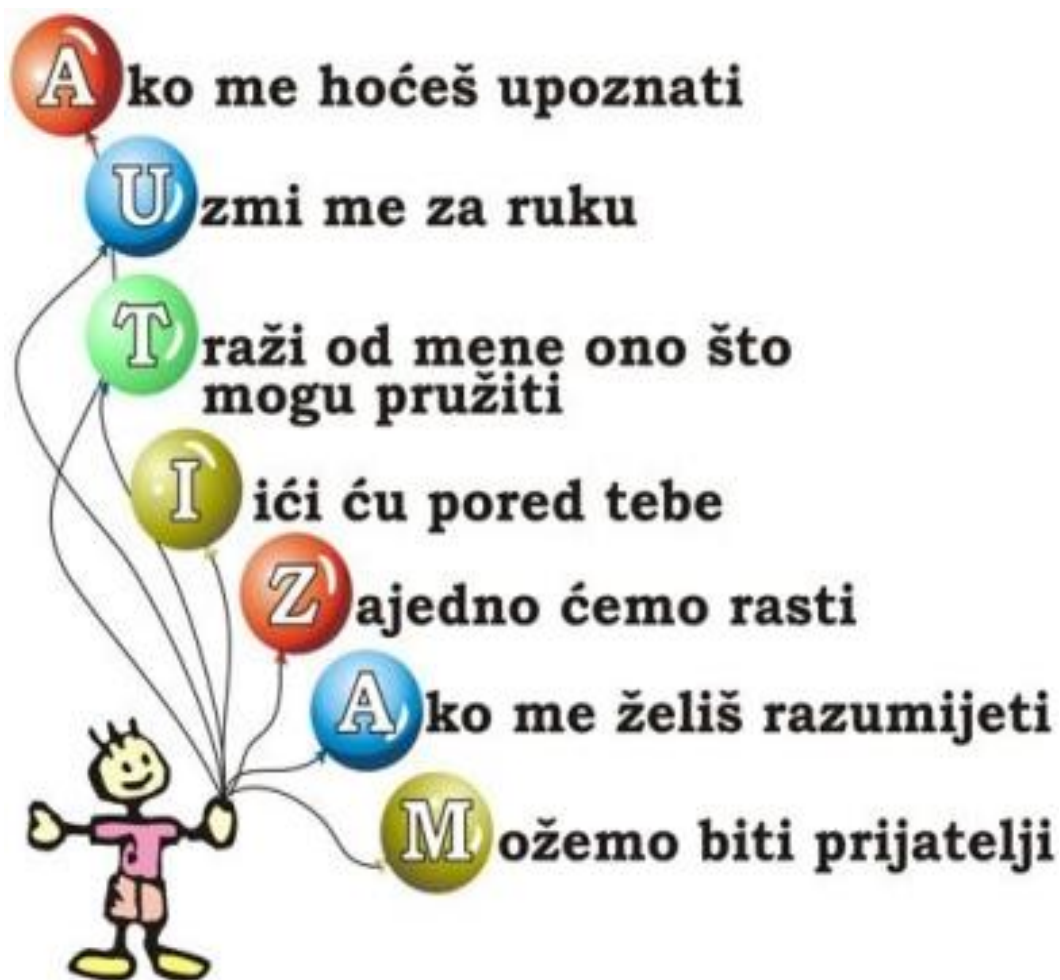 Ako me hoćeš upoznati
Uzmi me za ruku
Traži od mene ono što
mogu pružiti
I ići ću pored tebe
Zajedno ćemo rasti
Ako me želiš razumijeti
Možemo biti prijatelji